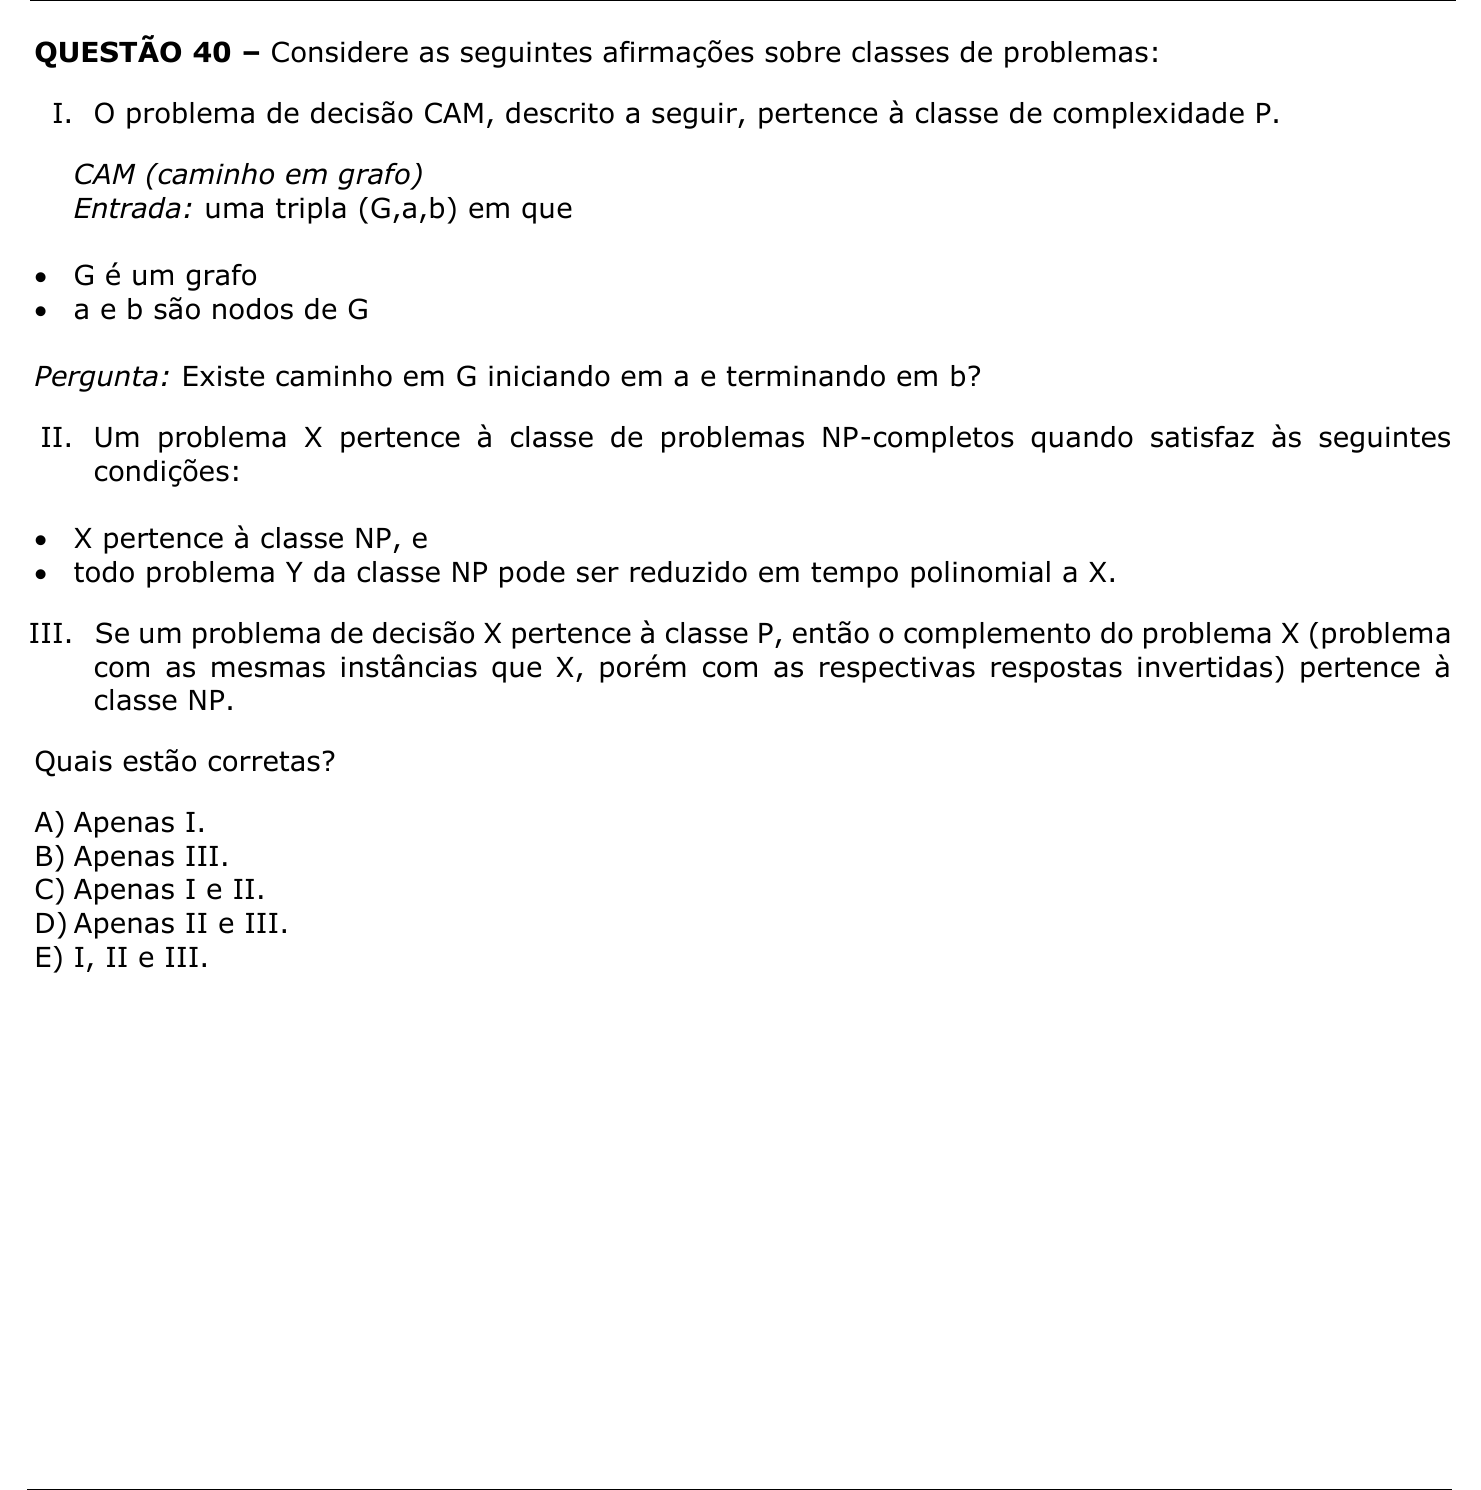 QUESTÃO 40 – Considere as seguintes afirmações sobre classes de problemas:
I. O problema de decisão CAM, descrito a seguir, pertence à classe de complexidade P.
CAM (caminho em grafo)
Entrada: uma tripla (G,a,b) em que
• G é um grafo
• a e b são nodos de G
Pergunta: Existe caminho em G iniciando em a e terminando em b?
II. Um problema X pertence à classe de problemas NP-completos quando satisfaz às seguintes
condições:
• X pertence à classe NP, e
• todo problema Y da classe NP pode ser reduzido em tempo polinomial a X.
III. Se um problema de decisão X pertence à classe P, então o complemento do problema X (problema
com as mesmas instâncias que X, porém com as respectivas respostas invertidas) pertence à
classe NP.
Quais estão corretas?
A) Apenas I.
B) Apenas III.
C) Apenas I e II.
D) Apenas II e III.
E) I, II e III.